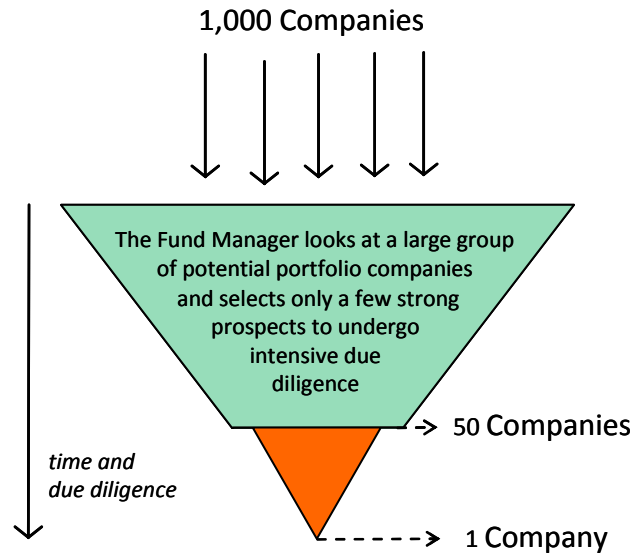 1,000 Companies
The Fund Manager looks at a large group
of potential portfolio companies
and selects only a few strong
prospects to undergo
intensive due
diligence
50 Companies
time and
due diligence
1 Company